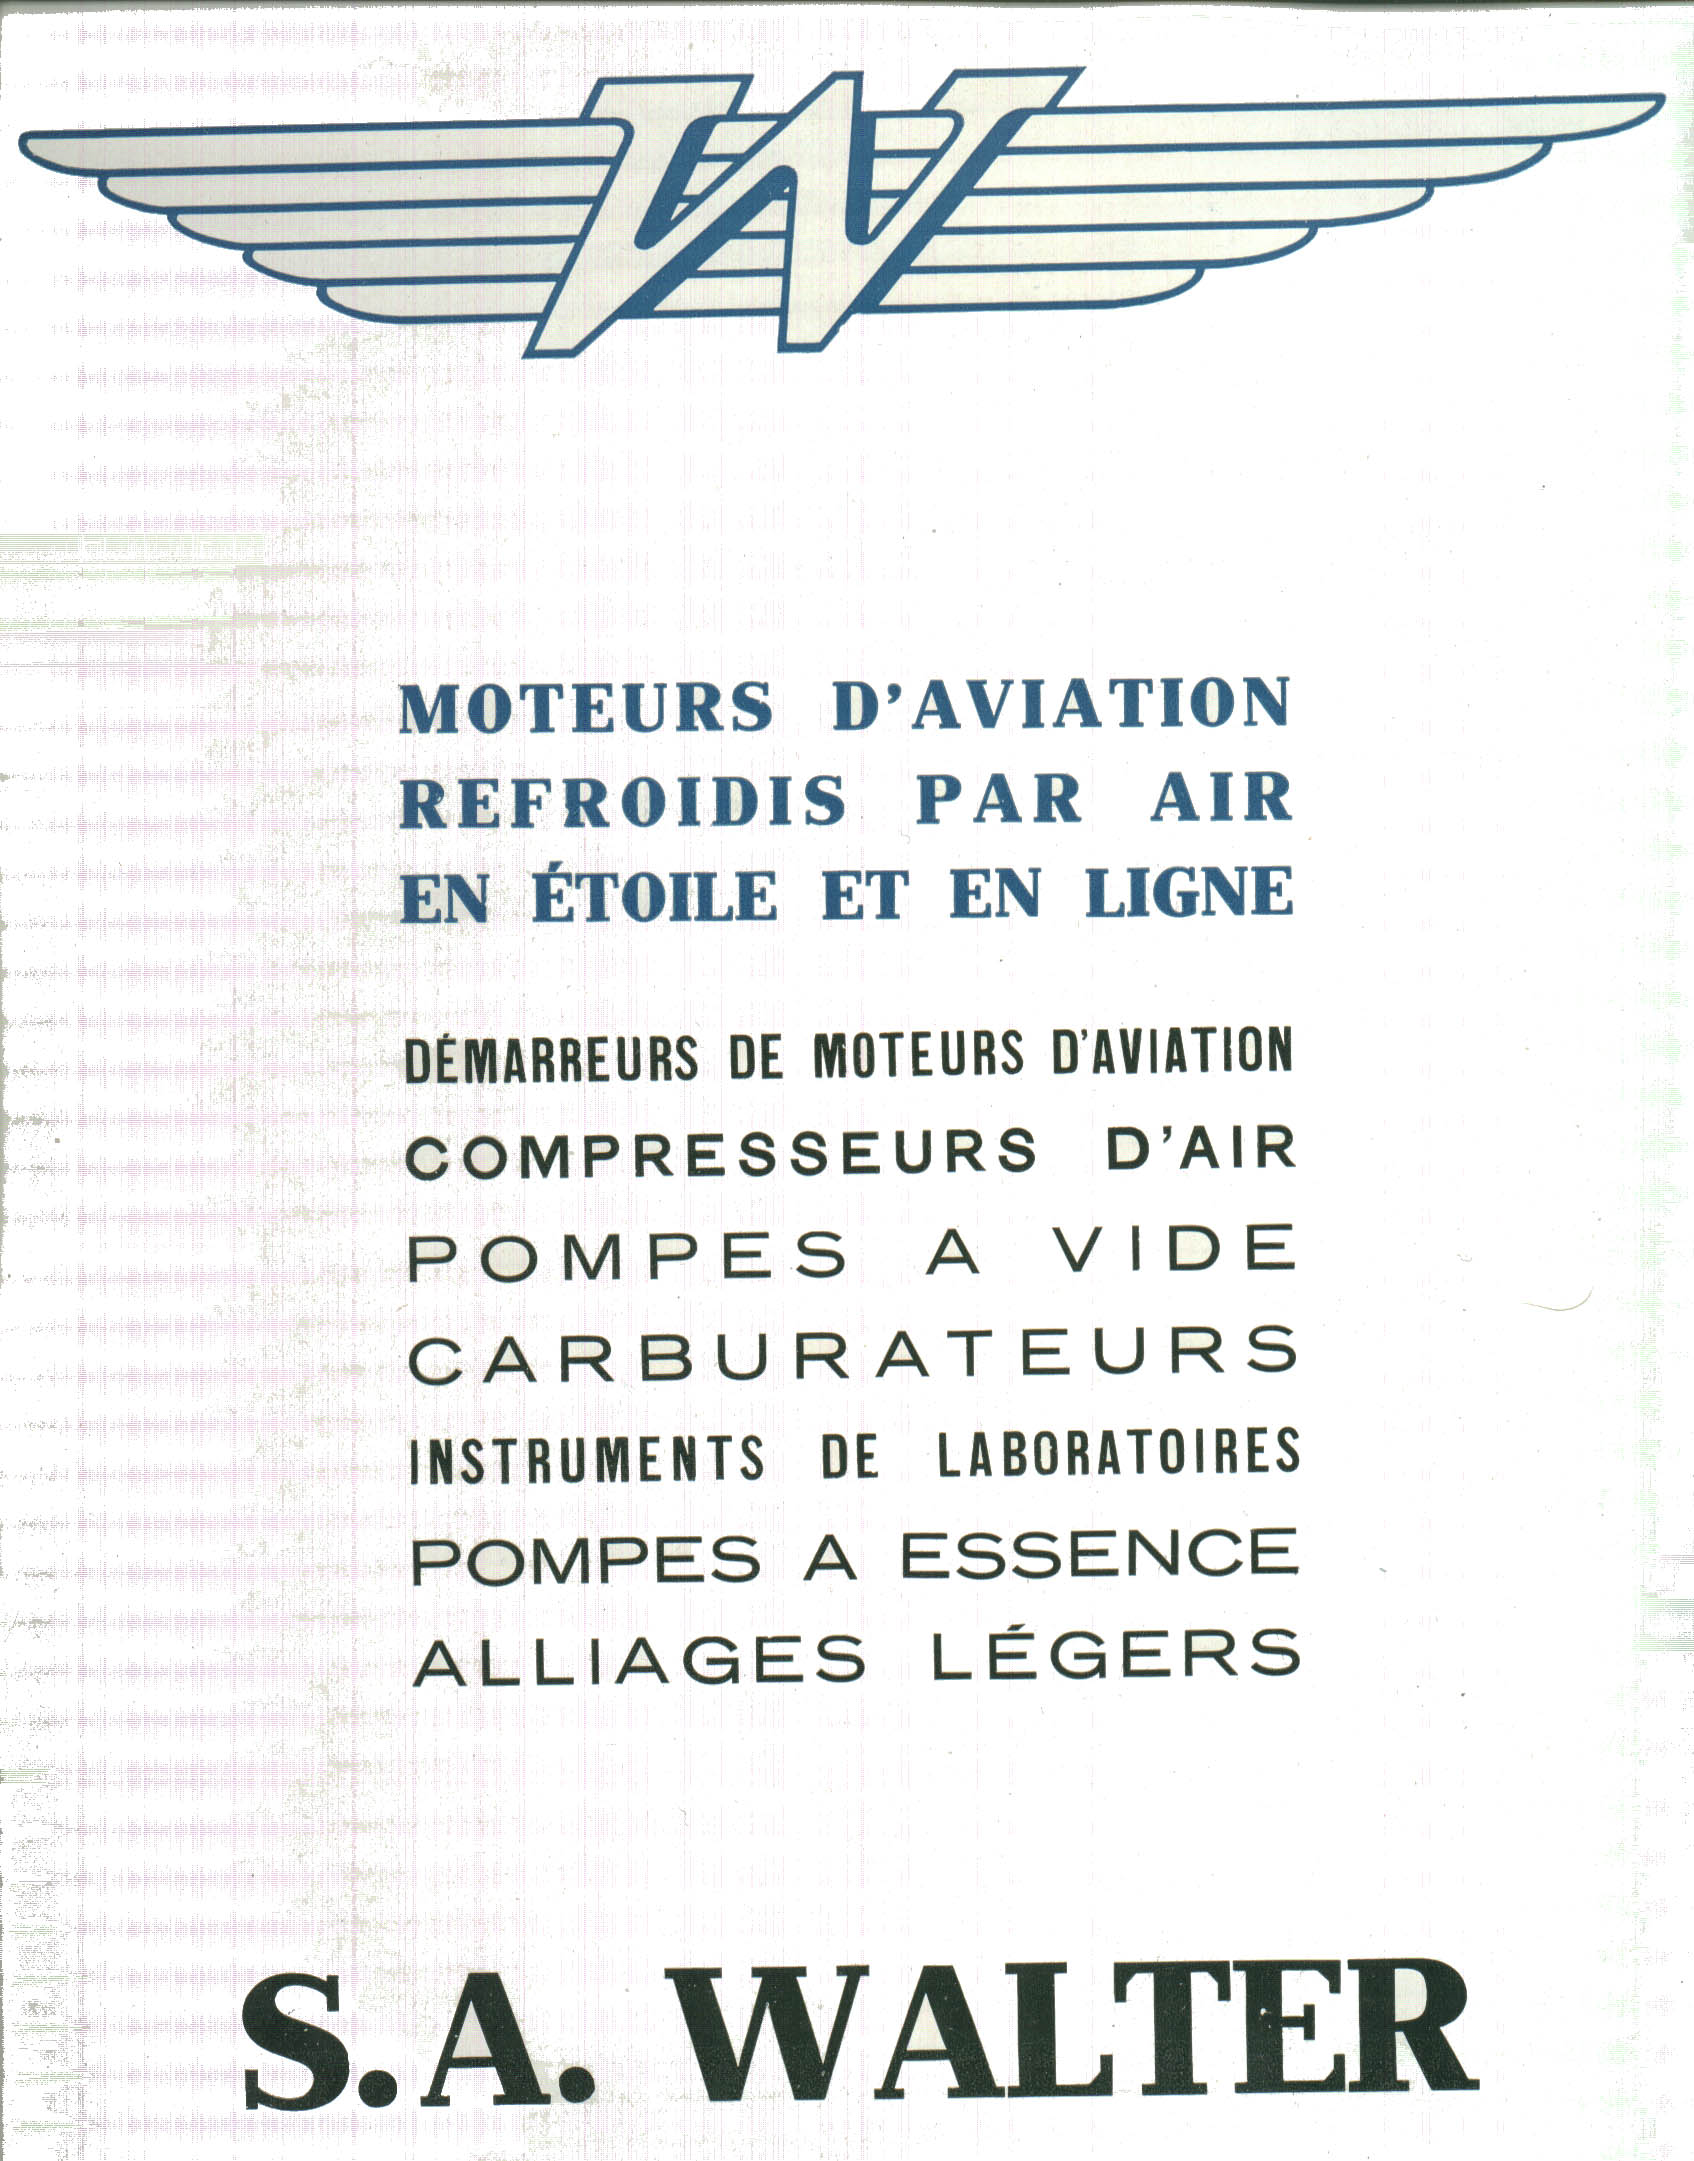 W
MOTEURS D'AVIATION
REFROIDIS PAR AIR
EN ÉTOILE ET EN LIGNE
DÉMARREURS DE MOTEURS D'AVIATION
COMPRESSEURS D'AIR
POMPES A VIDE
CARBURATEURS
INSTRUMENTS DE LABORATOIRES
POMPES A ESSENCE
ALLIAGES LÉGERS
S.A. WALTER